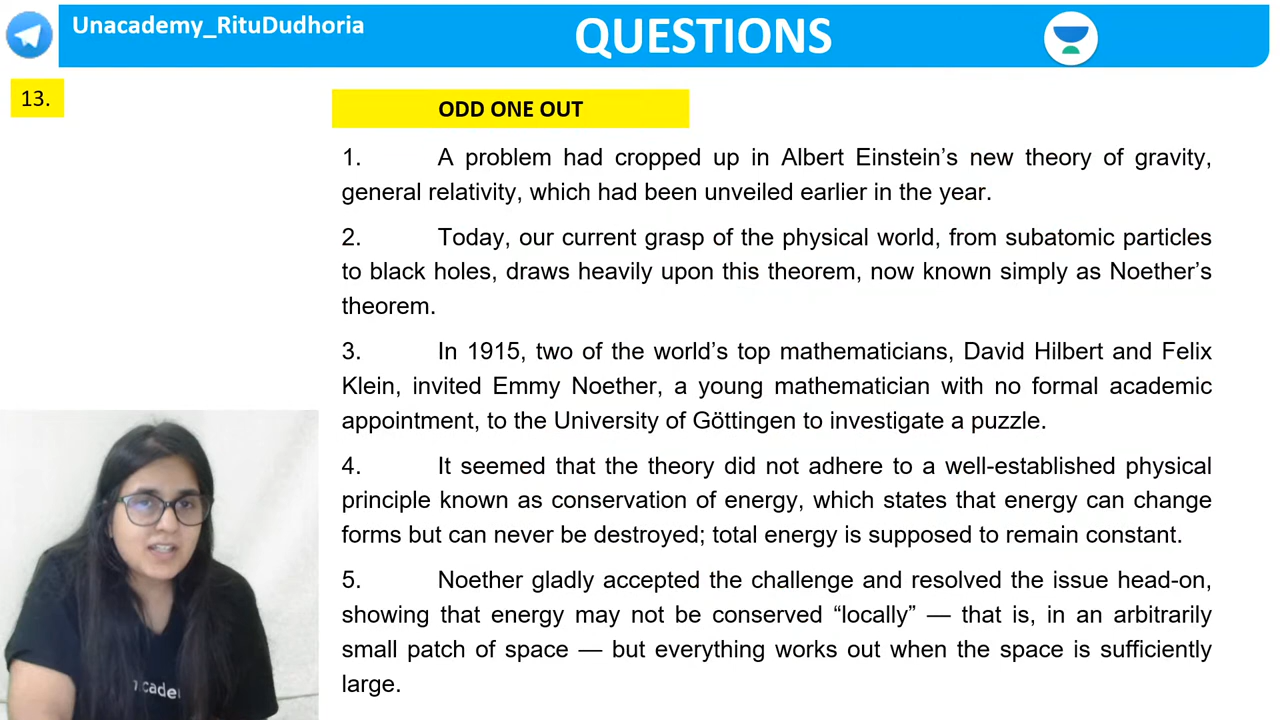 Unacademy_RituDudhoria
QUESTIONS
13.
ODD ONE OUT
1. A problem had cropped up in Albert Einstein’s new theory of gravity,
general relativity, which had been unveiled earlier in the year.
2. Today, our current grasp of the physical world, from subatomic particles
to black holes, draws heavily upon this theorem, now known simply as Noether’s
theorem.
3. In 1915, two of the world’s top mathematicians, David Hilbert and Felix
Klein, invited Emmy Noether, a young mathematician with no formal academic
appointment, to the University of Göttingen to investigate a puzzle.
4. It seemed that the theory did not adhere to a well-established physical
principle known as conservation of energy, which states that energy can change
forms but can never be destroyed; total energy is supposed to remain constant.
5. Noether gladly accepted the challenge and resolved the issue head-on,
showing that energy may not be conserved “locally” — that is, in an arbitrarily
small patch of space — but everything works out when the space is sufficiently
large.